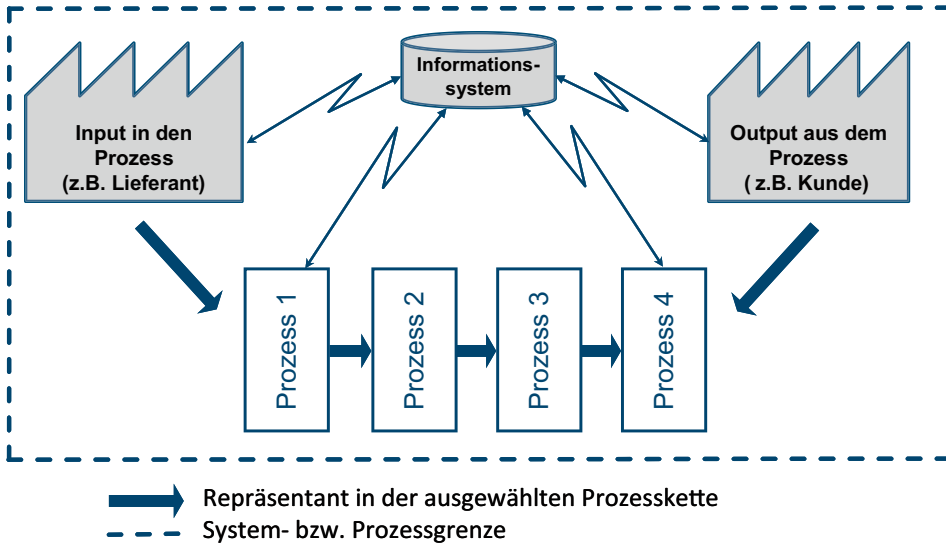 Informations-
system
Input in den
Prozess
(z.B. Lieferant)
Output aus dem
Prozess
( z.B. Kunde)
Prozess 1
Prozess 2
Prozess 3
Prozess 4
Repräsentant in der ausgewählten Prozesskette
System- bzw. Prozessgrenze